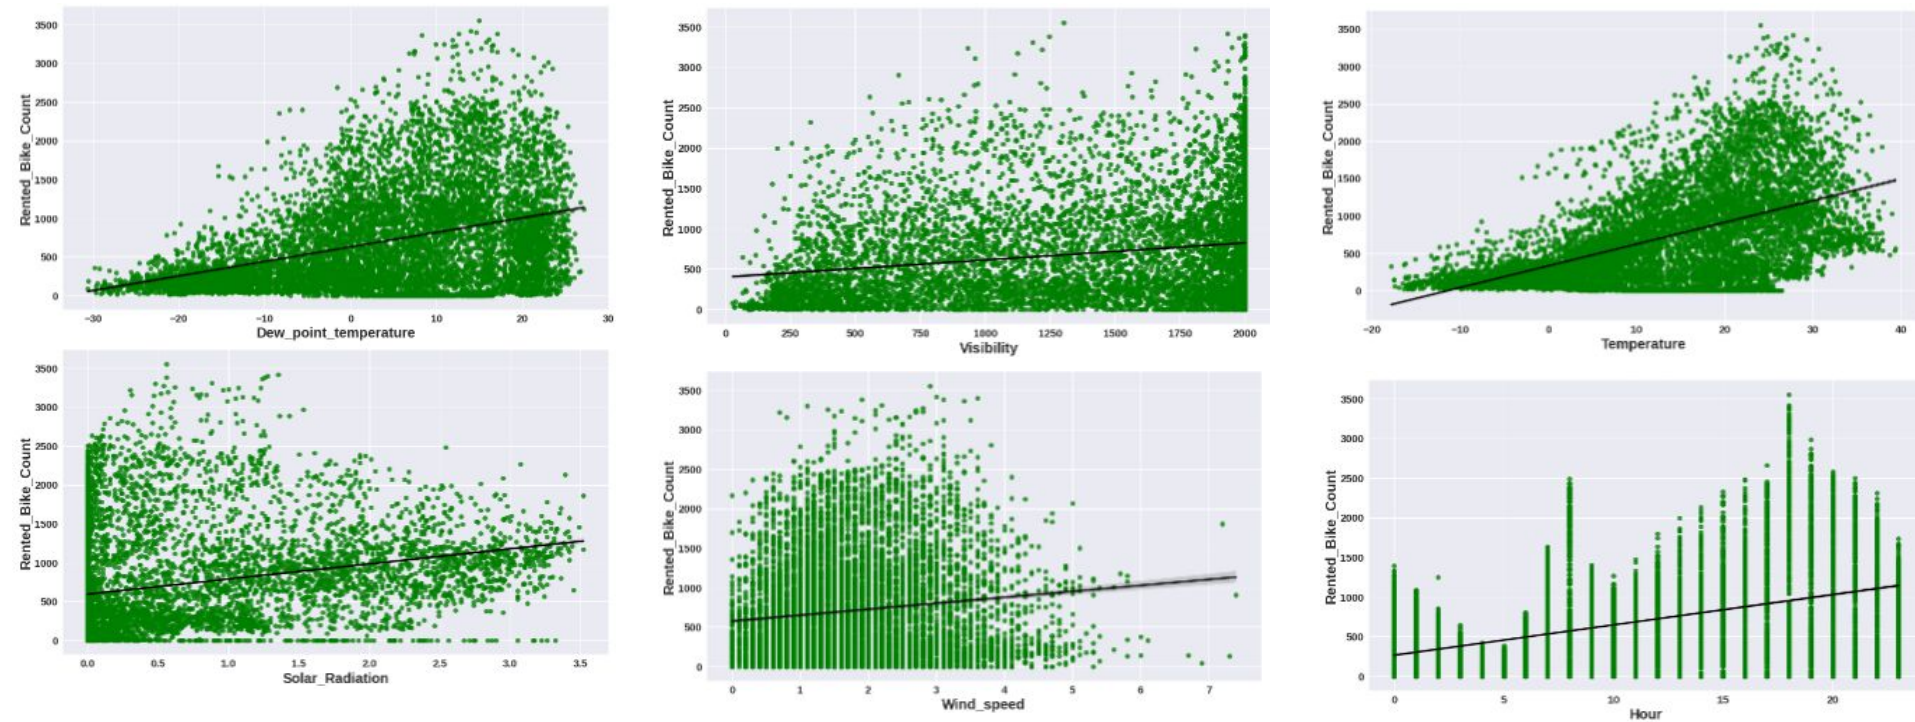 3500
3000
2500
2000
1500
1000
500
0
Rented_Bike_Count
−30 −20 −10 0 10 20 30
Dew_point_temperature
3500
3000
2500
2000
1500
1000
500
0
Rented_Bike_Count
0 250 500 750 1000 1250 1500 1750 2000
Visibility
3500
3000
2500
2000
1500
1000
500
0
Rented_Bike_Count
−20 −10 0 10 20 30 40
Temperature
3500
3000
2500
2000
1500
1000
500
0
Rented_Bike_Count
0.0 0.5 1.0 1.5 2.0 2.5 3.0 3.5
Solar_Radiation
3500
3000
2500
2000
1500
1000
500
0
Rented_Bike_Count
0 1 2 3 4 5 6 7
Wind_speed
3500
3000
2500
2000
1500
1000
500
0
Rented_Bike_Count
0 5 10 15 20
Hour